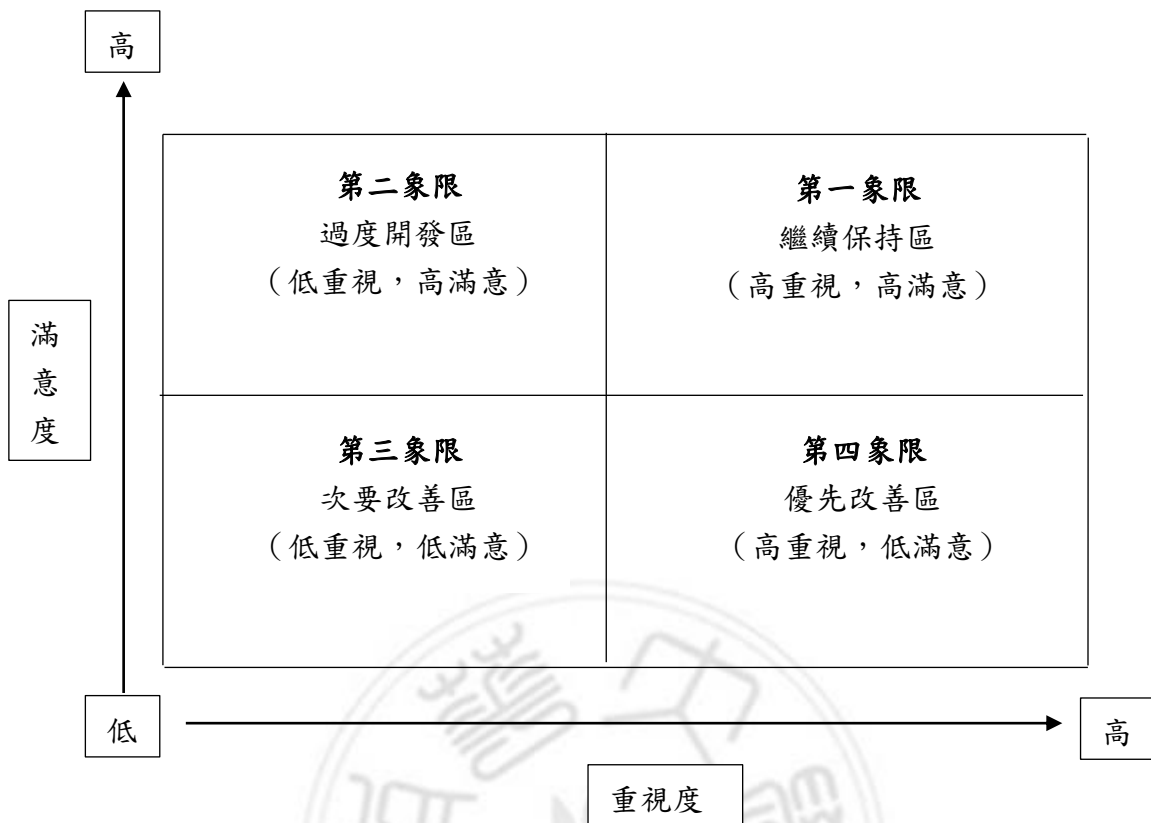 高
第二象限
過度開發區
（低重視，高滿意）
第一象限
繼續保持區
（高重視，高滿意）
滿
意
度
第三象限
次要改善區
（低重視，低滿意）
第四象限
優先改善區
（高重視，低滿意）
低
高
重視度